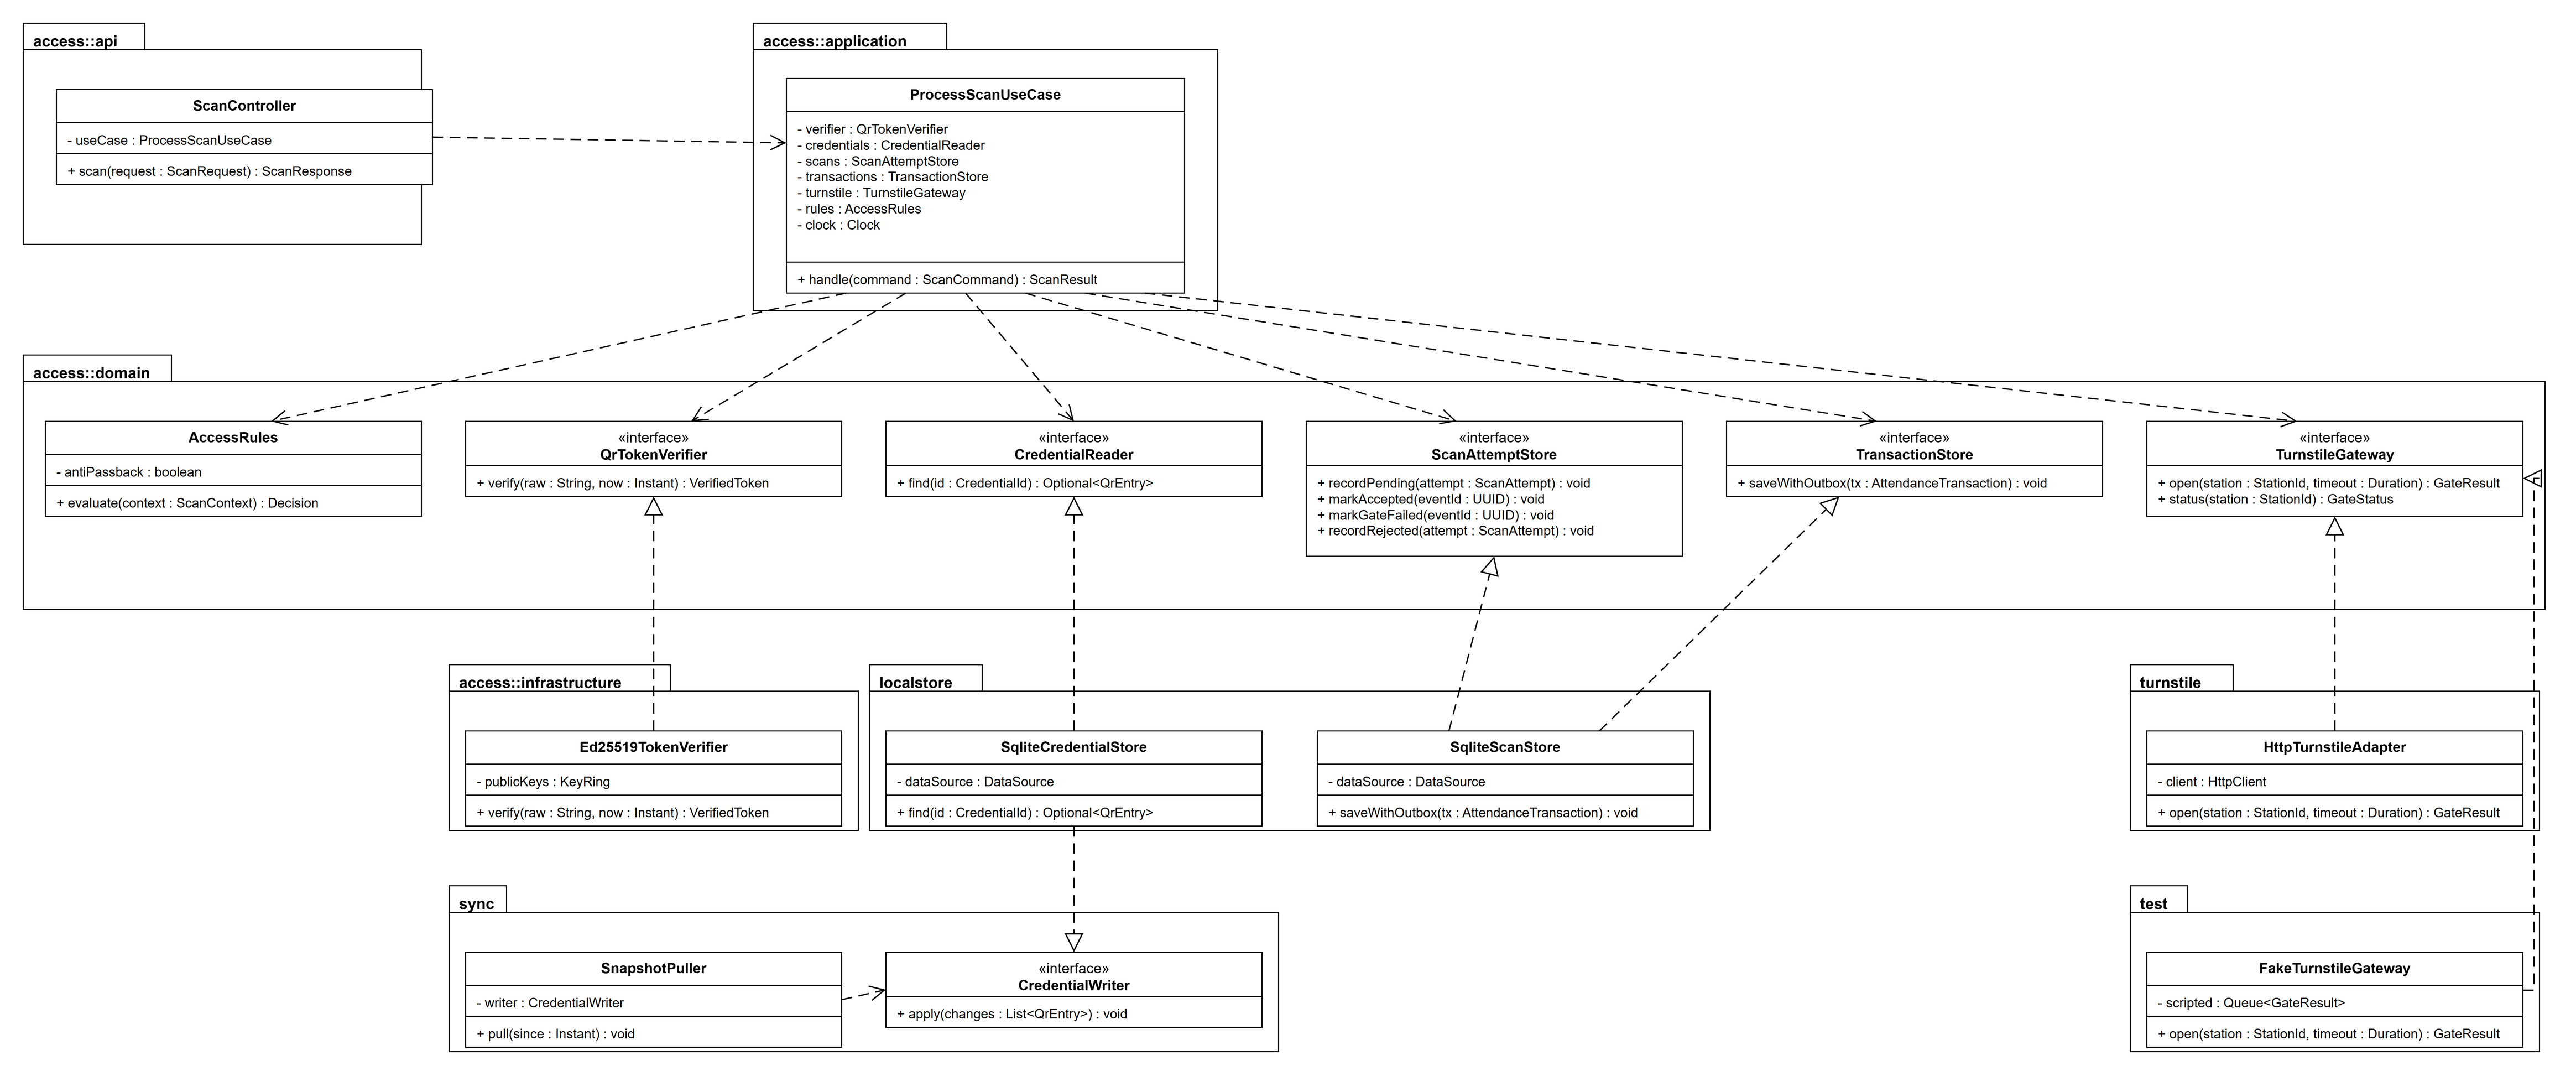 access::api
ScanController
- useCase : ProcessScanUseCase
+ scan(request : ScanRequest) : ScanResponse
access::application
ProcessScanUseCase
- verifier : QrTokenVerifier
- credentials : CredentialReader
- scans : ScanAttemptStore
- transactions : TransactionStore
- turnstile : TurnstileGateway
- rules : AccessRules
- clock : Clock
+ handle(command : ScanCommand) : ScanResult
access::domain
AccessRules
- antiPassback : boolean
+ evaluate(context : ScanContext) : Decision
«interface»
QrTokenVerifier
+ verify(raw : String, now : Instant) : VerifiedToken
«interface»
CredentialReader
+ find(id : CredentialId) : Optional<QrEntry>
«interface»
ScanAttemptStore
+ recordPending(attempt : ScanAttempt) : void
+ markAccepted(eventId : UUID) : void
+ markGateFailed(eventId : UUID) : void
+ recordRejected(attempt : ScanAttempt) : void
«interface»
TransactionStore
+ saveWithOutbox(tx : AttendanceTransaction) : void
«interface»
TurnstileGateway
+ open(station : StationId, timeout : Duration) : GateResult
+ status(station : StationId) : GateStatus
access::infrastructure
Ed25519TokenVerifier
- publicKeys : KeyRing
+ verify(raw : String, now : Instant) : VerifiedToken
localstore
SqliteCredentialStore
- dataSource : DataSource
+ find(id : CredentialId) : Optional<QrEntry>
SqliteScanStore
- dataSource : DataSource
+ saveWithOutbox(tx : AttendanceTransaction) : void
turnstile
HttpTurnstileAdapter
- client : HttpClient
+ open(station : StationId, timeout : Duration) : GateResult
sync
SnapshotPuller
- writer : CredentialWriter
+ pull(since : Instant) : void
«interface»
CredentialWriter
+ apply(changes : List<QrEntry>) : void
test
FakeTurnstileGateway
- scripted : Queue<GateResult>
+ open(station : StationId, timeout : Duration) : GateResult